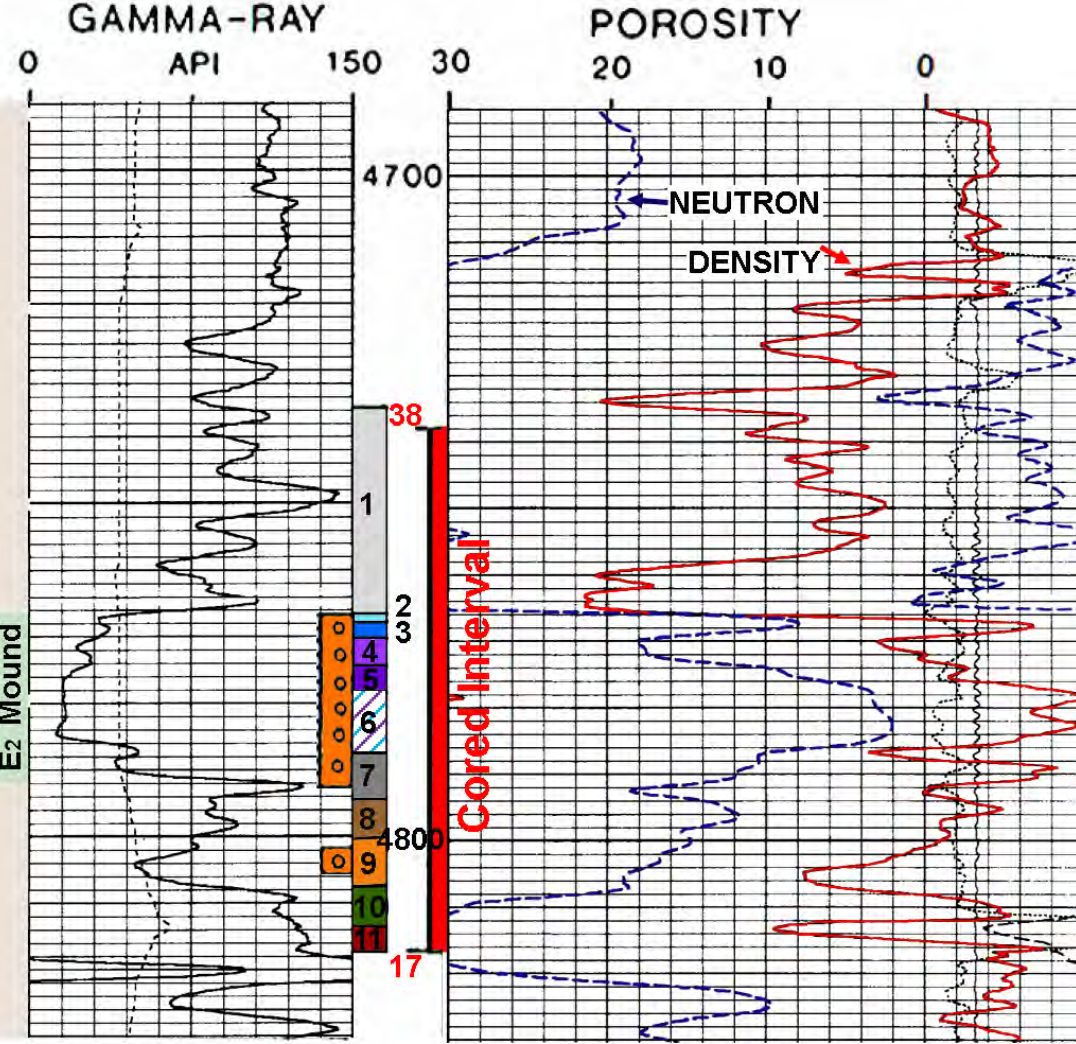 GAMMA-RAY
POROSITY
0 API 150 30 20 10 0
4700
NEUTRON
DENSITY
38
1
2
3
E2 Mound
4
5
6
7
8
4800
9
10
11
17
Cored Interval